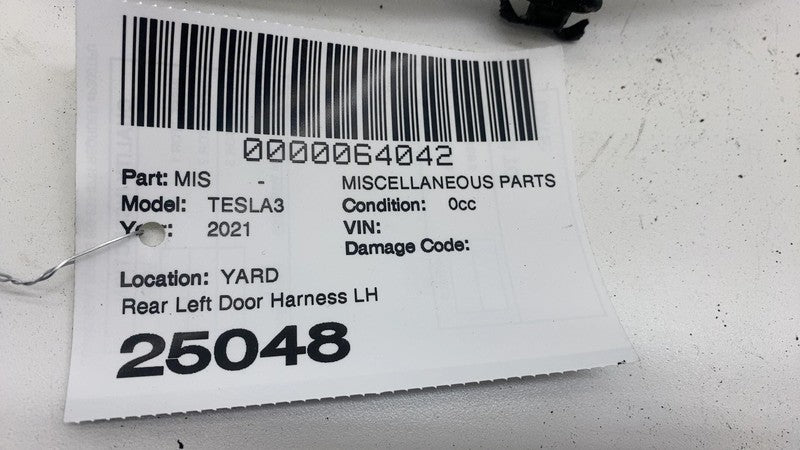 0000064042
Part: MIS - MISCELLANEOUS PARTS
Model: TESLA3 Condition: 0cc
Year: 2021 VIN:
Damage Code:
Location: YARD
Rear Left Door Harness LH
25048